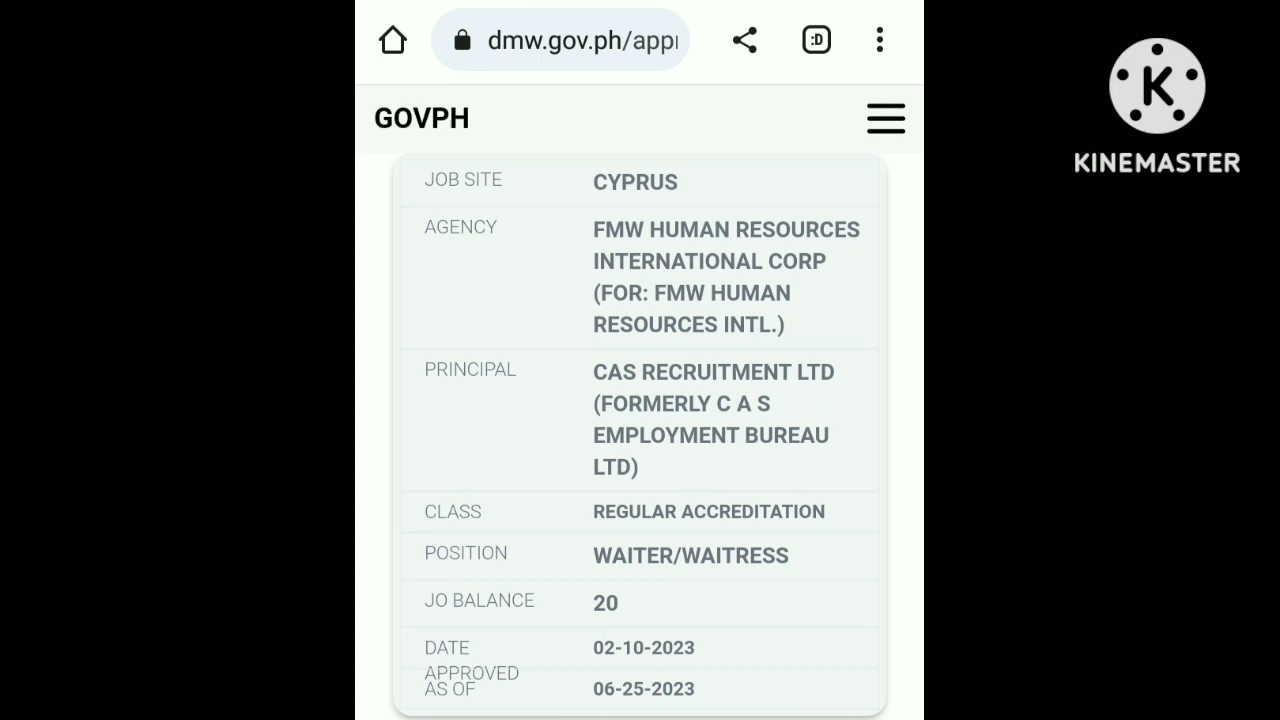 dmw.gov.ph/app
:D
GOVPH
K
KINEMASTER
JOB SITE CYPRUS
AGENCY FMW HUMAN RESOURCES
INTERNATIONAL CORP
(FOR: FMW HUMAN
RESOURCES INTL.)
PRINCIPAL CAS RECRUITMENT LTD
(FORMERLY C A S
EMPLOYMENT BUREAU
LTD)
CLASS REGULAR ACCREDITATION
POSITION WAITER/WAITRESS
JO BALANCE 20
DATE 02-10-2023
APPROVED
AS OF 06-25-2023